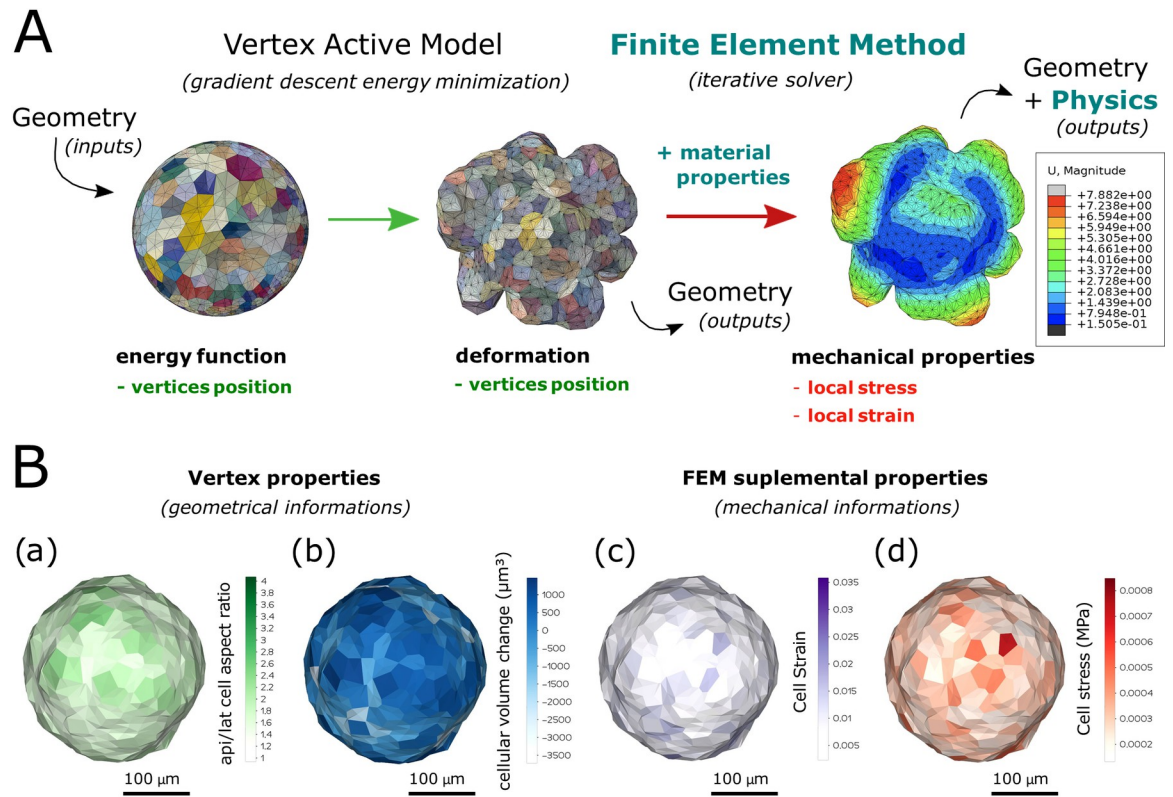 A
Vertex Active Model
(gradient descent energy minimization)
Finite Element Method
(iterative solver)
Geometry
(inputs)
Geometry
+ Physics
(outputs)
+ material
properties
Geometry
(outputs)
U, Magnitude
+7.882e+00
+7.238e+00
+6.594e+00
+5.949e+00
+5.305e+00
+4.661e+00
+4.016e+00
+3.372e+00
+2.728e+00
+2.083e+00
+1.439e+00
+7.948e-01
+1.505e-01
energy function
- vertices position
deformation
- vertices position
mechanical properties
- local stress
- local strain
B
Vertex properties
(geometrical informations)
FEM suplemental properties
(mechanical informations)
(a)
4
3.8
3.6
3.4
3.2
3
2.8
2.6
2.4
2.2
2
1.8
1.6
1.4
1.2
api/lat cell aspect ratio
100 µm
(b)
1000
500
0
−500
−1000
−1500
−2000
−2500
−3000
−3500
cellular volume change (µm³)
100 µm
(c)
0.035
0.03
0.025
0.02
0.015
0.01
0.005
Cell Strain
100 µm
(d)
0.0008
0.0007
0.0006
0.0005
0.0004
0.0003
0.0002
Cell stress (MPa)
100 µm